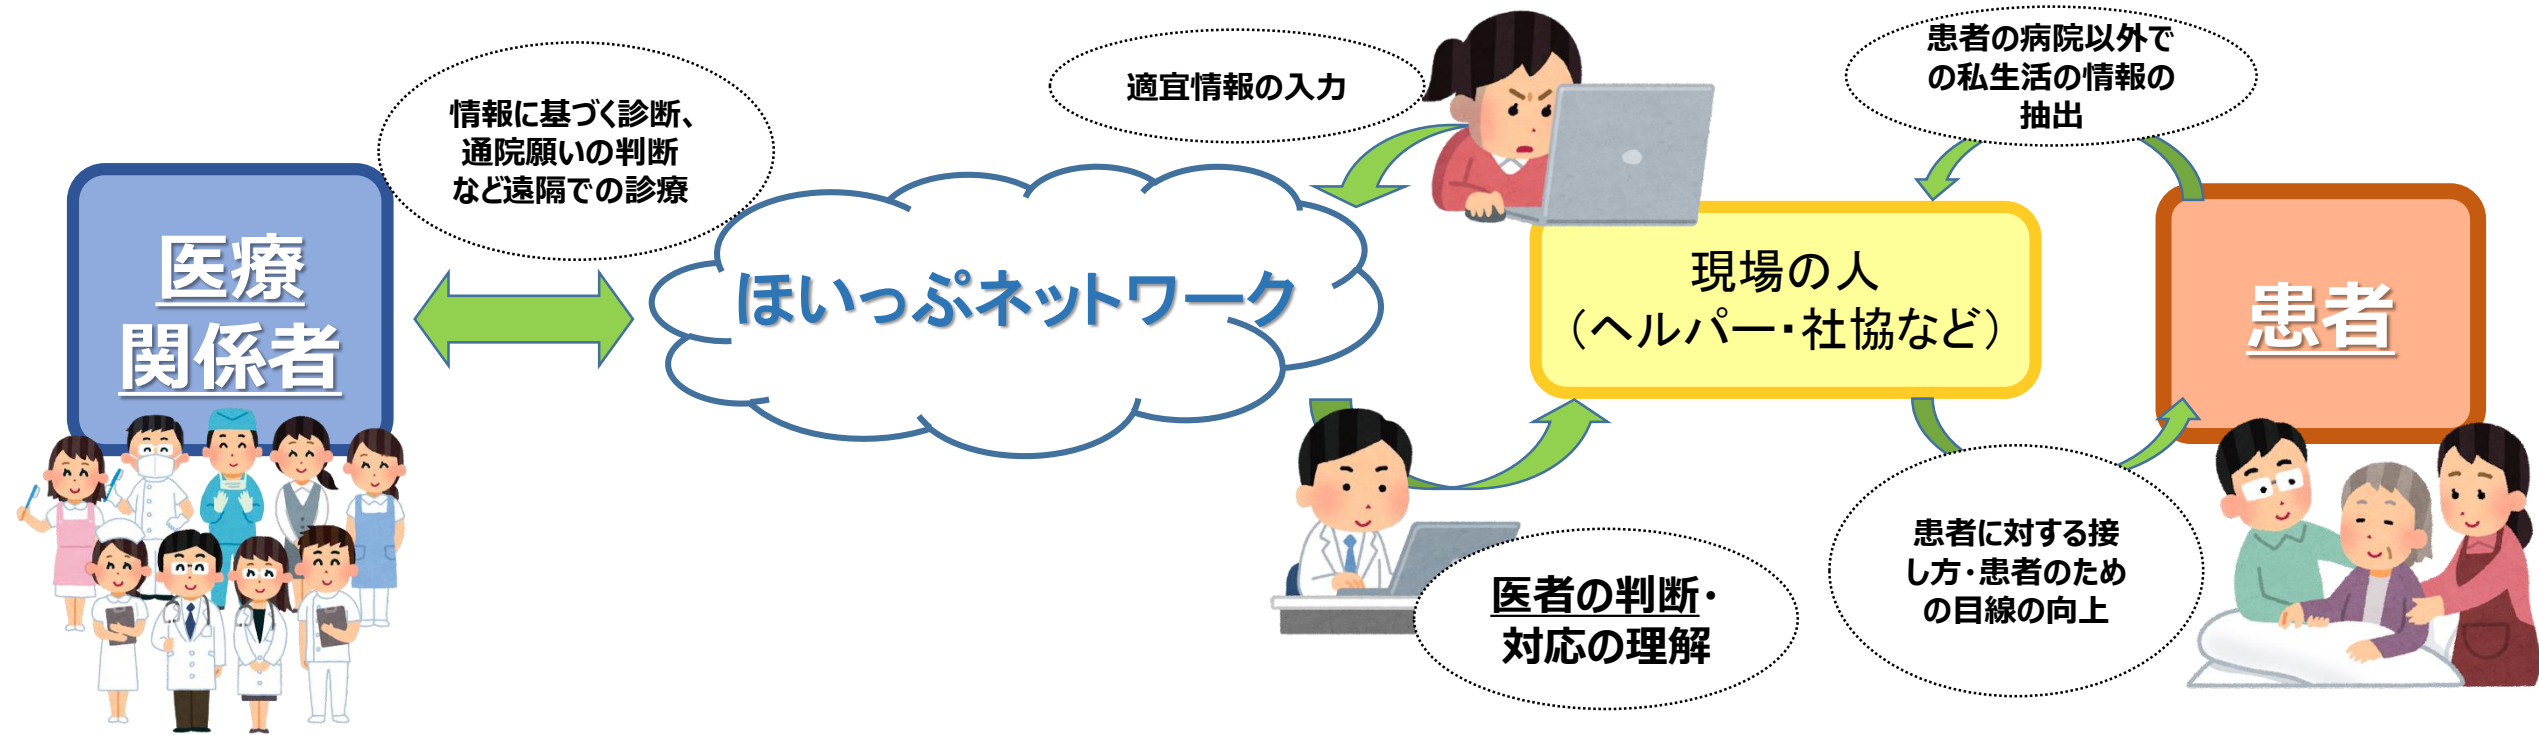 情報に基づく診断、
通院願いの判断
など遠隔での診療
医療
関係者
ほいっぷネットワーク
適宜情報の入力
患者の病院以外で
の私生活の情報の
抽出
現場の人
（ヘルパー・社協など）
患者
医者の判断・
対応の理解
患者に対する接
し方・患者のため
の目線の向上